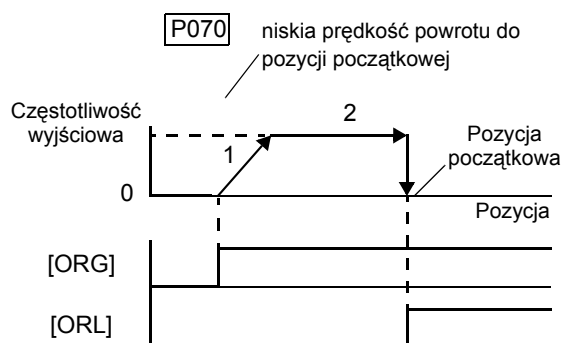 P070
niskia prędkość powrotu do
pozycji początkowej
Częstotliwość
wyjściowa
2
1
Pozycja
początkowa
0
Pozycja
[ORG]
[ORL]